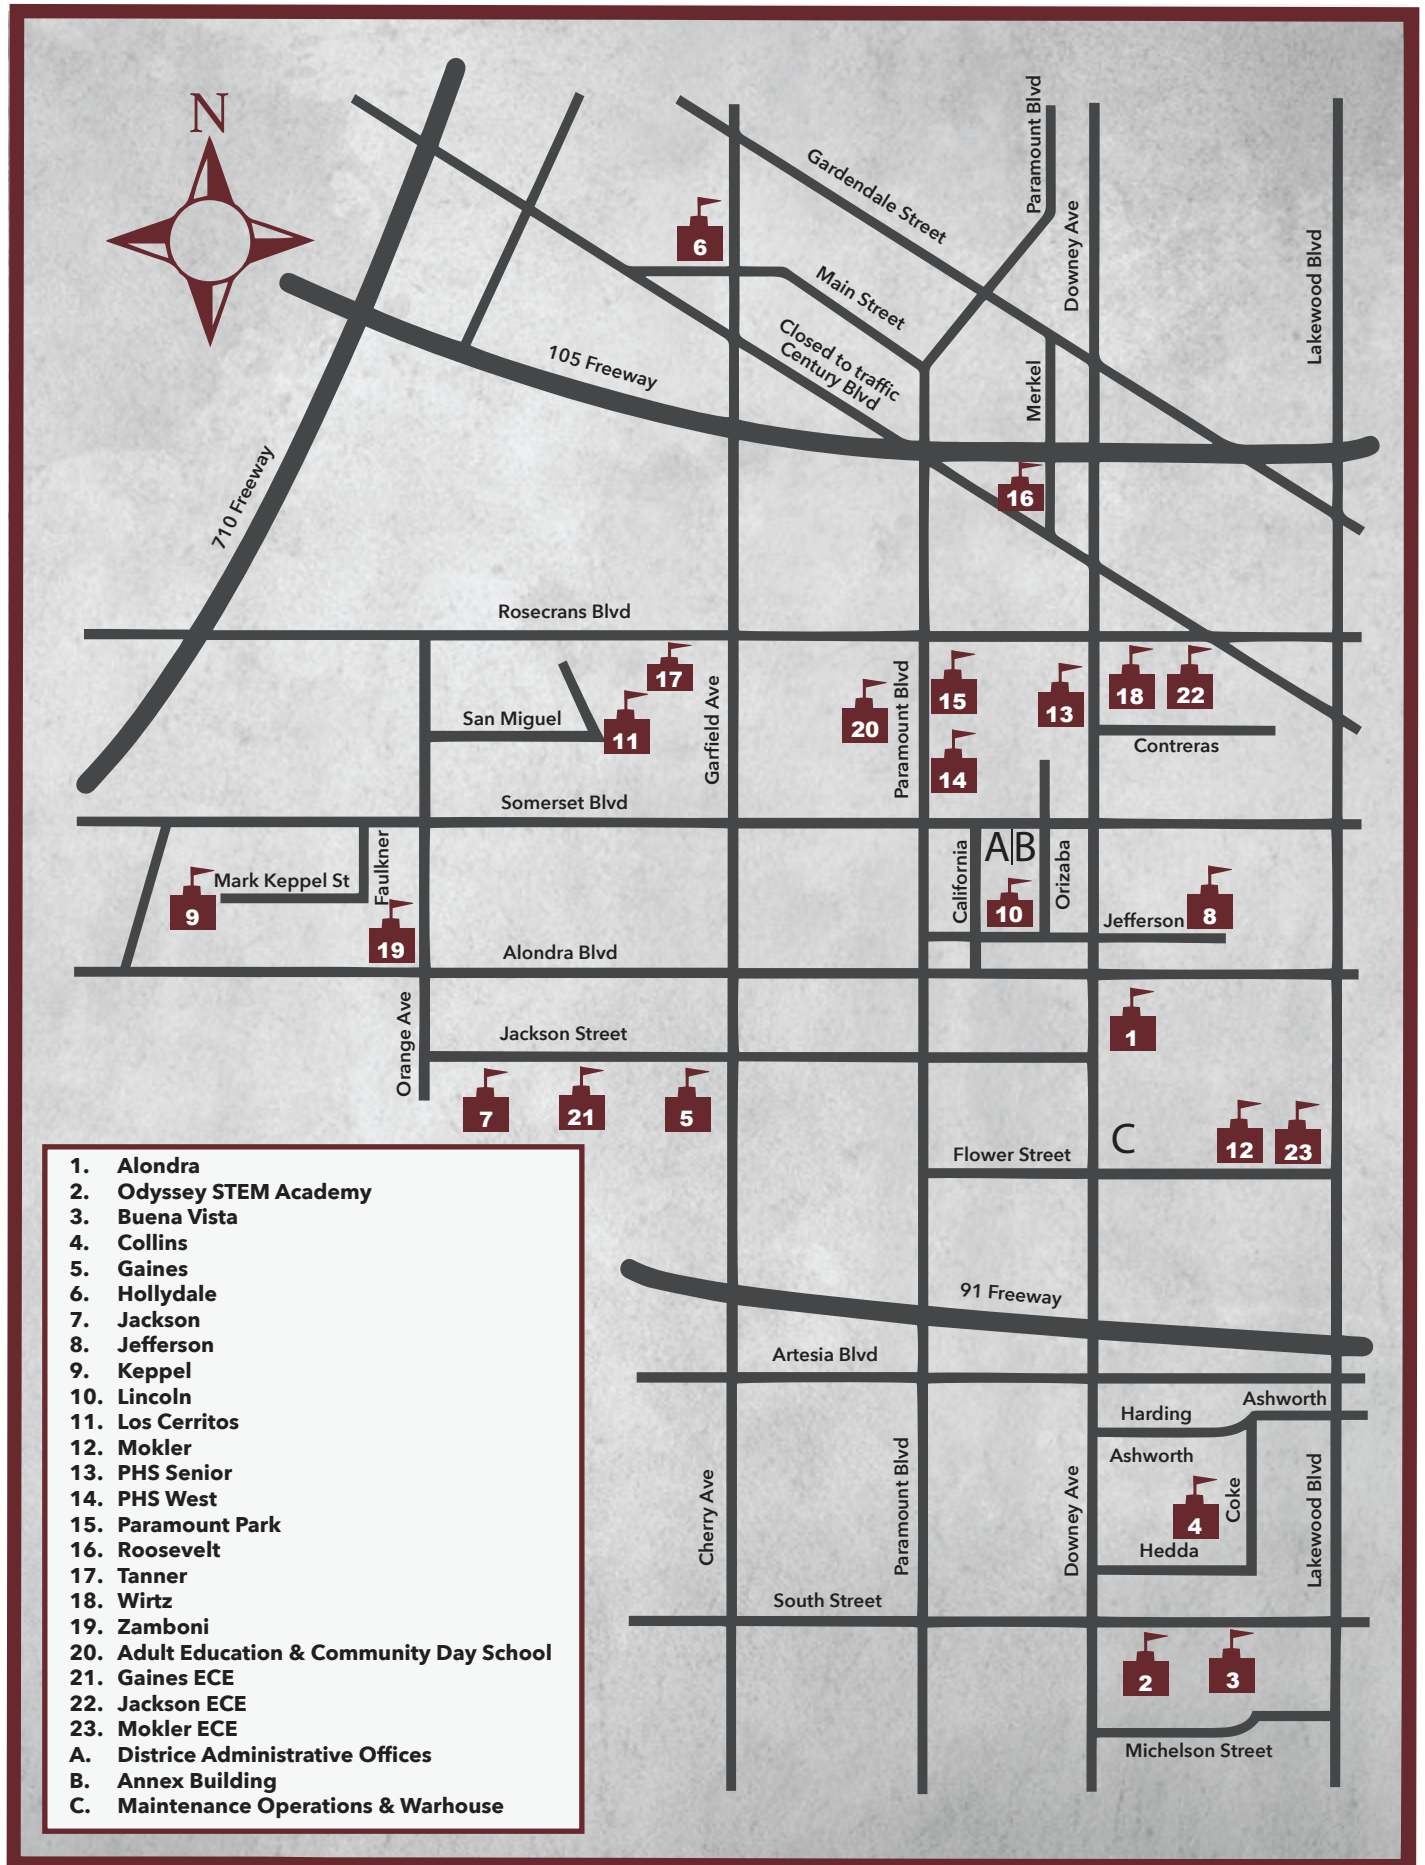 N
Paramount Blvd
Gardendale Street
Downey Ave
Lakewood Blvd
6
Main Street
Closed to traffic
Century Blvd
105 Freeway
Merkel
710 Freeway
16
Rosecrans Blvd
17
San Miguel
11
Garfield Ave
20
Paramount Blvd
15
13
18
22
Contreras
14
Somerset Blvd
Faulkner
Mark Keppel St
9
19
California
A|B
Orizaba
10
Jefferson
8
Alondra Blvd
Orange Ave
Jackson Street
1
7
21
5
Flower Street
C
12
23
1. Alondra
2. Odyssey STEM Academy
3. Buena Vista
4. Collins
5. Gaines
6. Hollydale
7. Jackson
8. Jefferson
9. Keppel
10. Lincoln
11. Los Cerritos
12. Mokler
13. PHS Senior
14. PHS West
15. Paramount Park
16. Roosevelt
17. Tanner
18. Wirtz
19. Zamboni
20. Adult Education & Community Day School
21. Gaines ECE
22. Jackson ECE
23. Mokler ECE
A. Districe Administrative Offices
B. Annex Building
C. Maintenance Operations & Warhouse
91 Freeway
Artesia Blvd
Ashworth
Harding
Ashworth
Cherry Ave
Paramount Blvd
Downey Ave
4
Coke
Lakewood Blvd
Hedda
South Street
2
3
Michelson Street